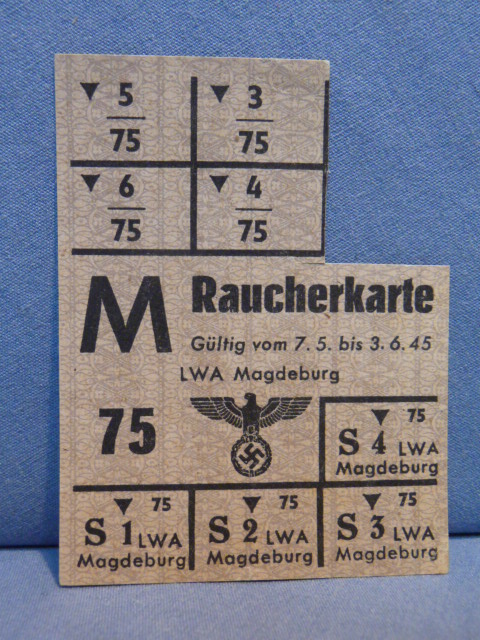 ▼ 5/75 ▼ 3/75
▼ 6/75 ▼ 4/75
M Raucherkarte
Gültig vom 7. 5. bis 3. 6. 45
LWA Magdeburg
75
▼ 75
S 4 LWA
Magdeburg
▼ 75 ▼ 75 ▼ 75
S 1 LWA S 2 LWA S 3 LWA
Magdeburg Magdeburg Magdeburg